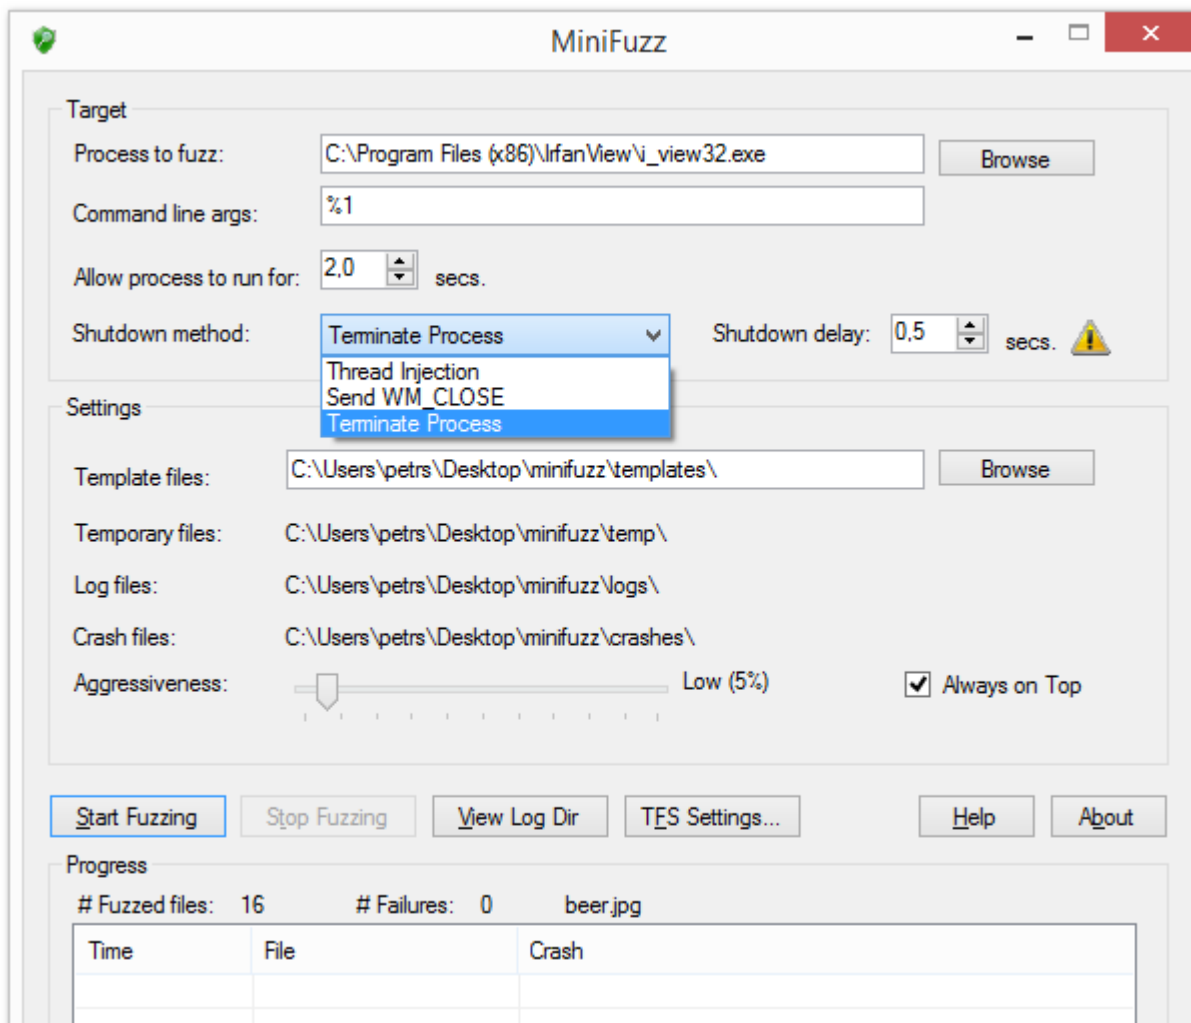 MiniFuzz
Target
Process to fuzz: C:\Program Files (x86)\IrfanView\i_view32.exe Browse
Command line args: %1
Allow process to run for: 2,0 secs.
Shutdown method: Terminate Process Shutdown delay: 0,5 secs.
Thread Injection
Send WM_CLOSE
Terminate Process
Settings
Template files: C:\Users\petrs\Desktop\minifuzz\templates\ Browse
Temporary files: C:\Users\petrs\Desktop\minifuzz\temp\
Log files: C:\Users\petrs\Desktop\minifuzz\logs\
Crash files: C:\Users\petrs\Desktop\minifuzz\crashes\
Aggressiveness: Low (5%) Always on Top
Start Fuzzing Stop Fuzzing View Log Dir TFS Settings... Help About
Progress
# Fuzzed files: 16 # Failures: 0 beer.jpg
Time File Crash